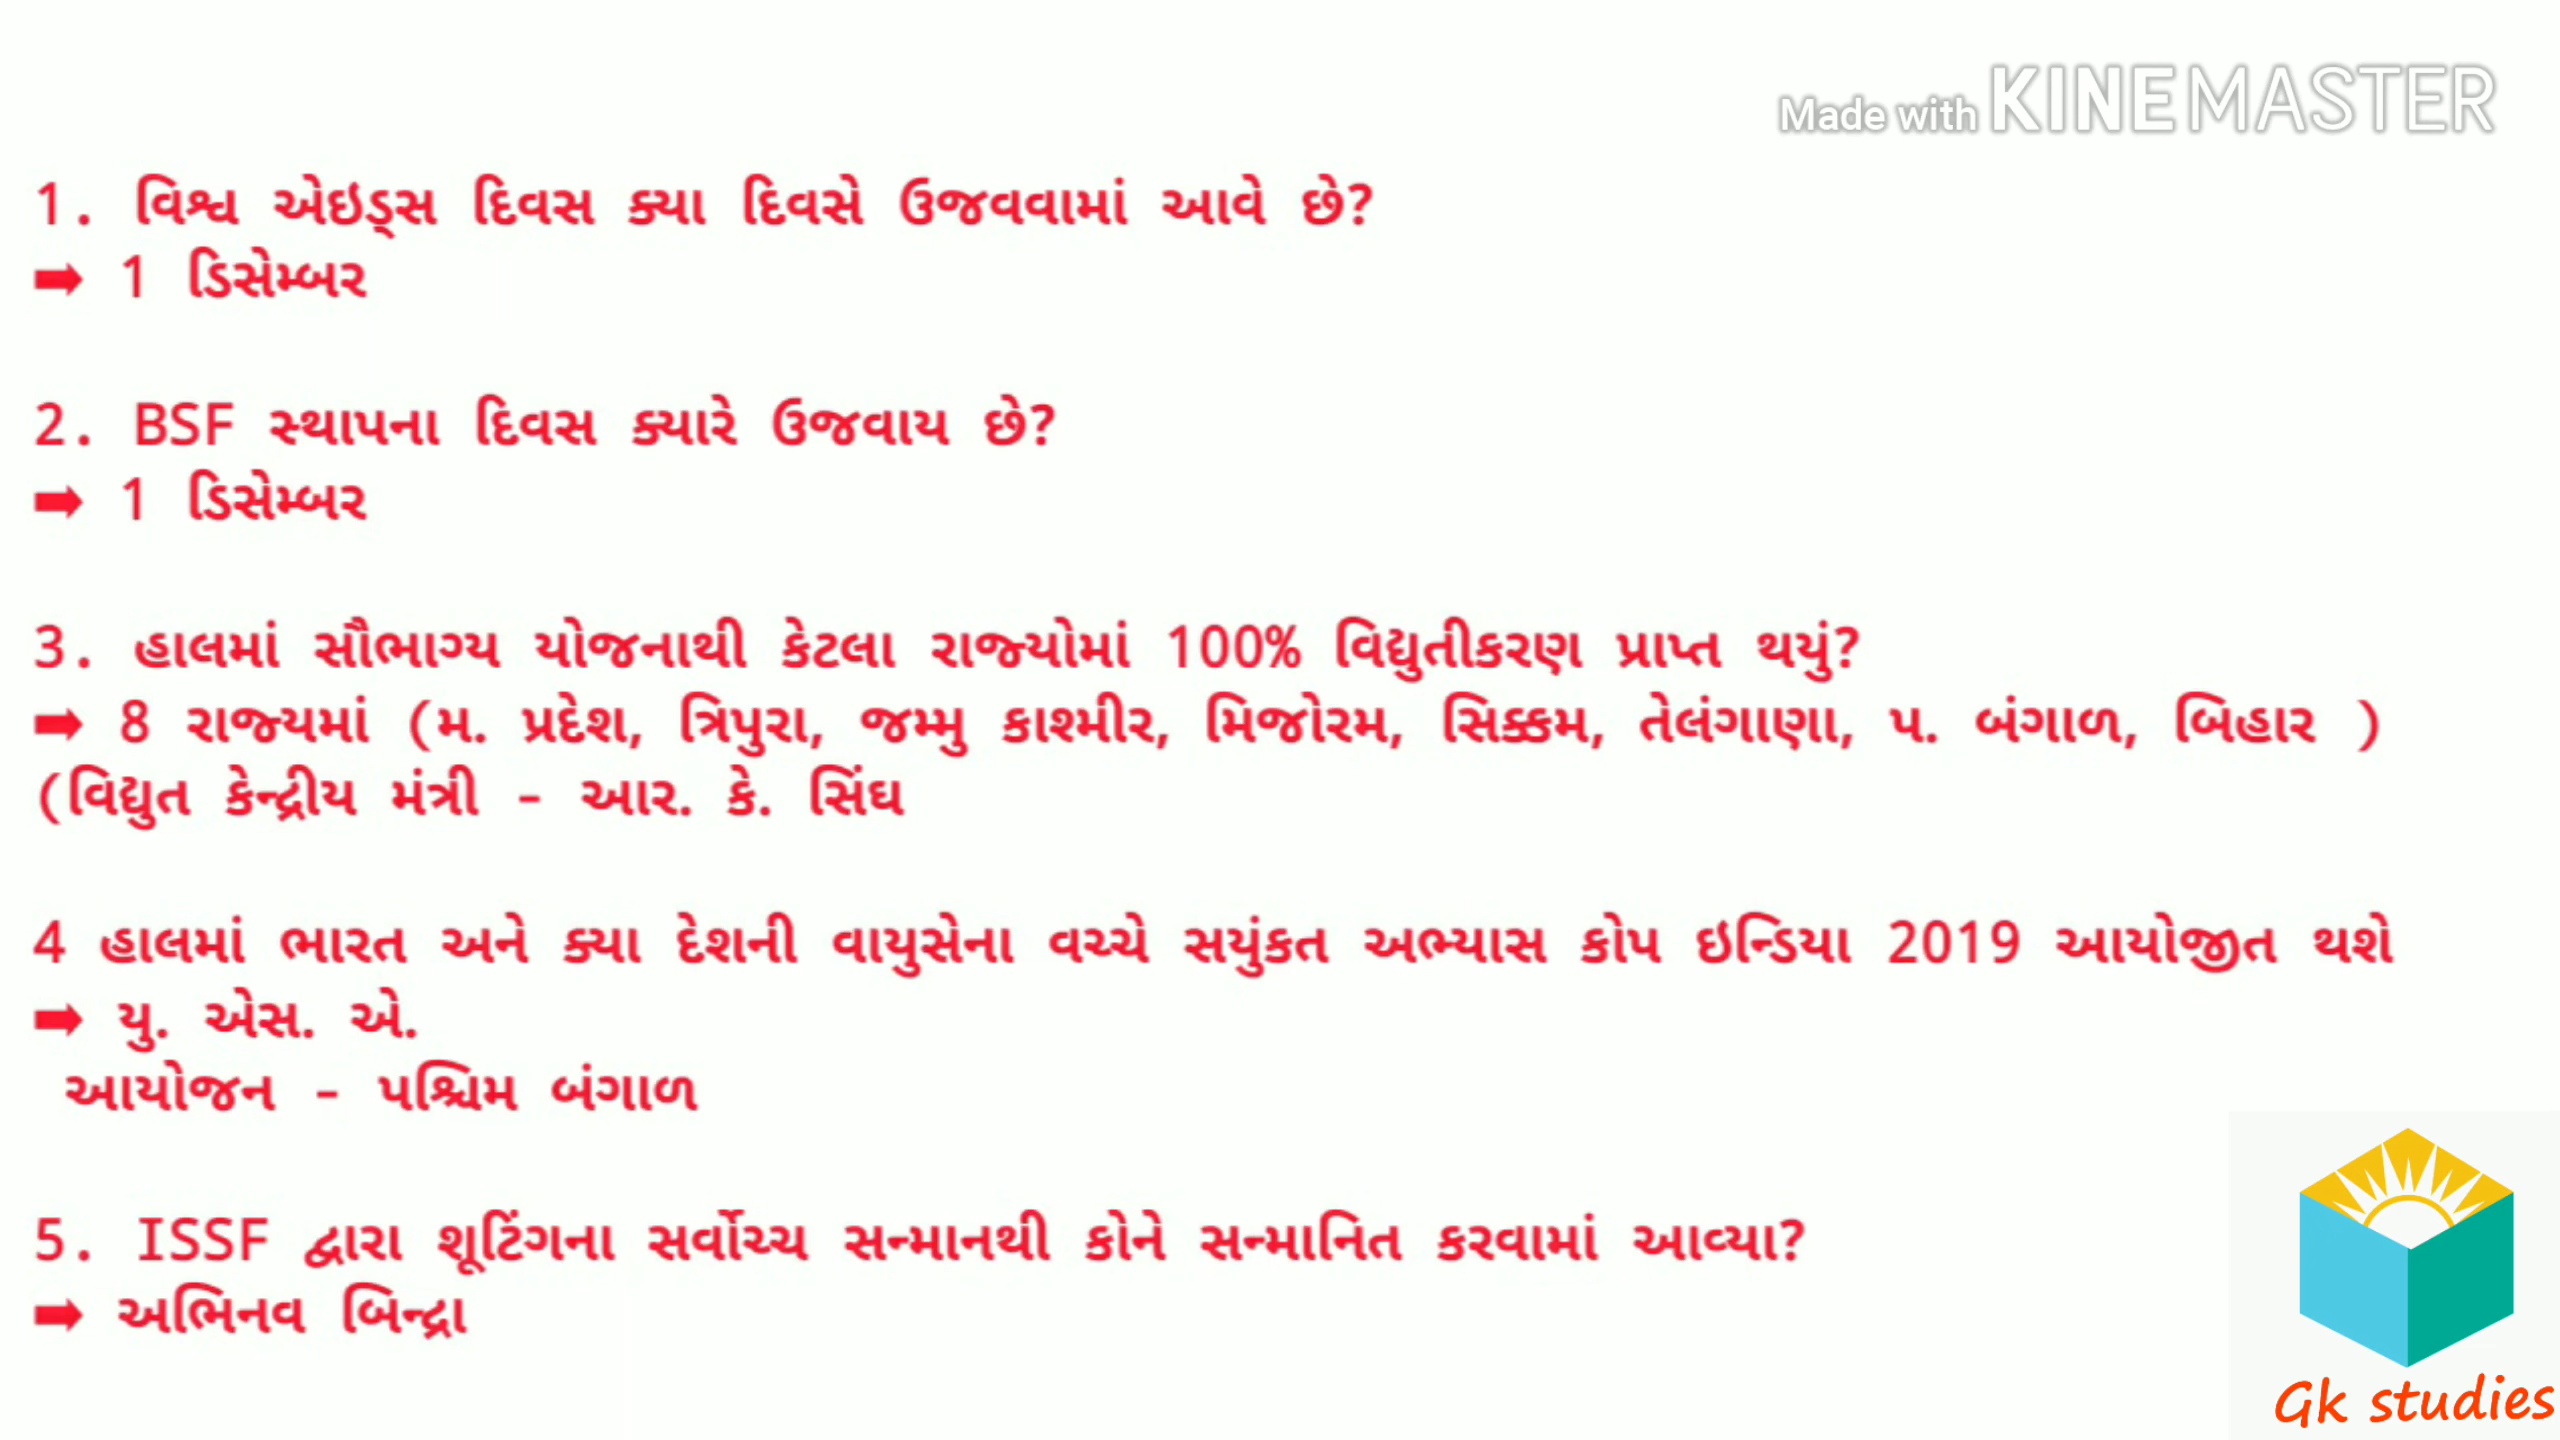 Made with KINEMASTER
1. વિશ્વ એઇડ્સ દિવસ ક્યા દિવસે ઉજવવામાં આવે છે?
➡ 1 ડિસેમ્બર
2. BSF સ્થાપના દિવસ ક્યારે ઉજવાય છે?
➡ 1 ડિસેમ્બર
3. હાલમાં સૌભાગ્ય યોજનાથી કેટલા રાજ્યોમાં 100% વિદ્યુતીકરણ પ્રાપ્ત થયું?
➡ 8 રાજ્યમાં (મ. પ્રદેશ, ત્રિપુરા, જમ્મુ કાશ્મીર, મિજોરમ, સિક્કમ, તેલંગાણા, પ. બંગાળ, બિહાર )
(વિદ્યુત કેન્દ્રીય મંત્રી - આર. કે. સિંઘ
4 હાલમાં ભારત અને ક્યા દેશની વાયુસેના વચ્ચે સયુંકત અભ્યાસ કોપ ઇન્ડિયા 2019 આયોજીત થશે
➡ યુ. એસ. એ.
આયોજન - પશ્ચિમ બંગાળ
5. ISSF દ્વારા શૂટિંગના સર્વોચ્ચ સન્માનથી કોને સન્માનિત કરવામાં આવ્યા?
➡ અભિનવ બિન્દ્રા
Gk studies